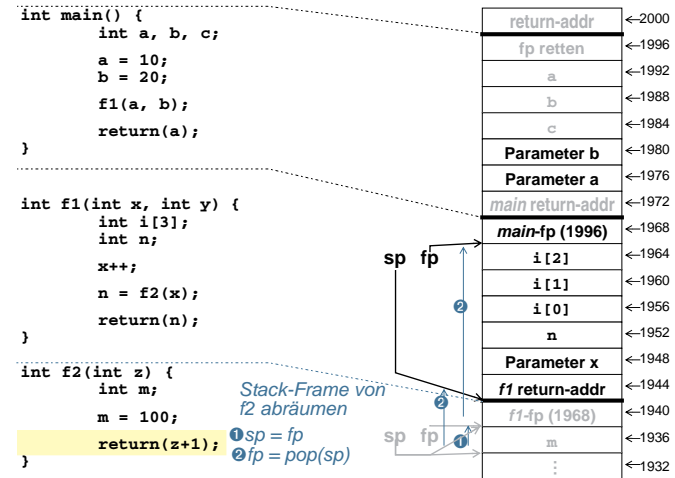 int main() {
int a, b, c;
a = 10;
b = 20;
f1(a, b);
return(a);
}
int f1(int x, int y) {
int i[3];
int n;
x++;
n = f2(x);
return(n);
}
int f2(int z) {
int m;
m = 100;
return(z+1);
}
Stack-Frame von
f2 abräumen
❶sp = fp
❷fp = pop(sp)
sp fp
❷
❷
sp fp
❶
return-addr ←2000
fp retten ←1996
a ←1992
b ←1988
c ←1984
Parameter b ←1980
Parameter a ←1976
main return-addr ←1972
main-fp (1996) ←1968
i[2] ←1964
i[1] ←1960
i[0] ←1956
n ←1952
Parameter x ←1948
f1 return-addr ←1944
f1-fp (1968) ←1940
m ←1936
⋮ ←1932